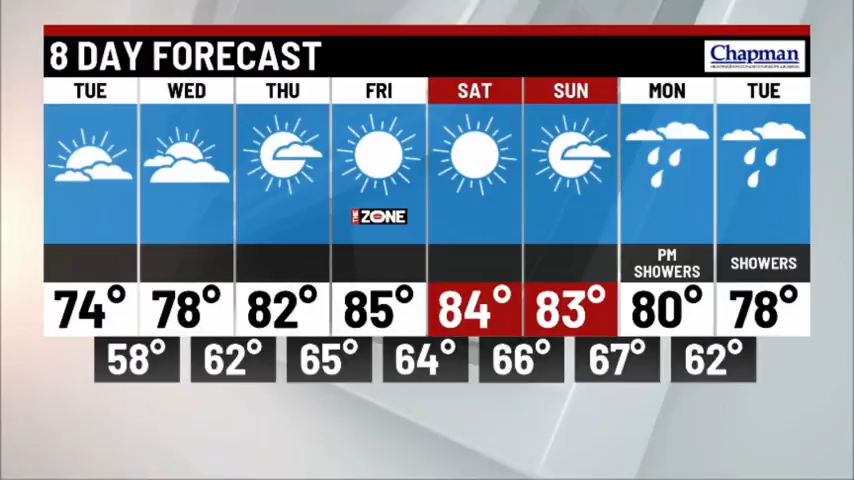 8 DAY FORECAST
Chapman
TUE WED THU FRI SAT SUN MON TUE
THE ZONE
PM SHOWERS
SHOWERS
74° 78° 82° 85° 84° 83° 80° 78°
58° 62° 65° 64° 66° 67° 62°